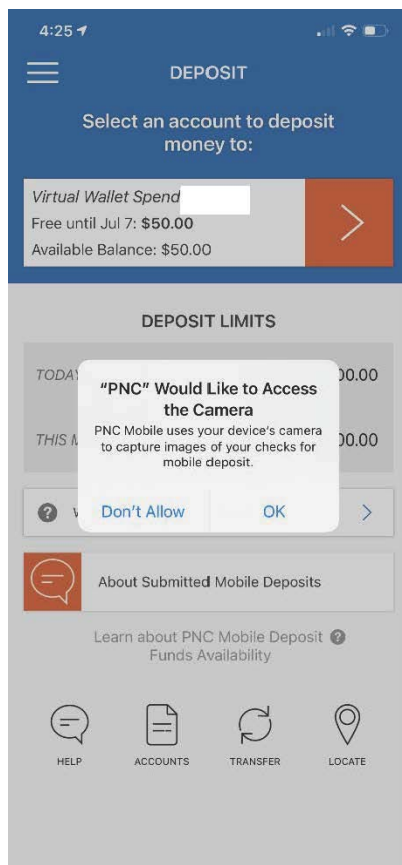 4:25
DEPOSIT
Select an account to deposit
money to:
Virtual Wallet Spend
Free until Jul 7: $50.00
Available Balance: $50.00
DEPOSIT LIMITS
TODAY
00.00
"PNC" Would Like to Access
the Camera
PNC Mobile uses your device's camera
to capture images of your checks for
mobile deposit.
THIS M
00.00
Don't Allow
OK
About Submitted Mobile Deposits
Learn about PNC Mobile Deposit ?
Funds Availability
HELP
ACCOUNTS
TRANSFER
LOCATE